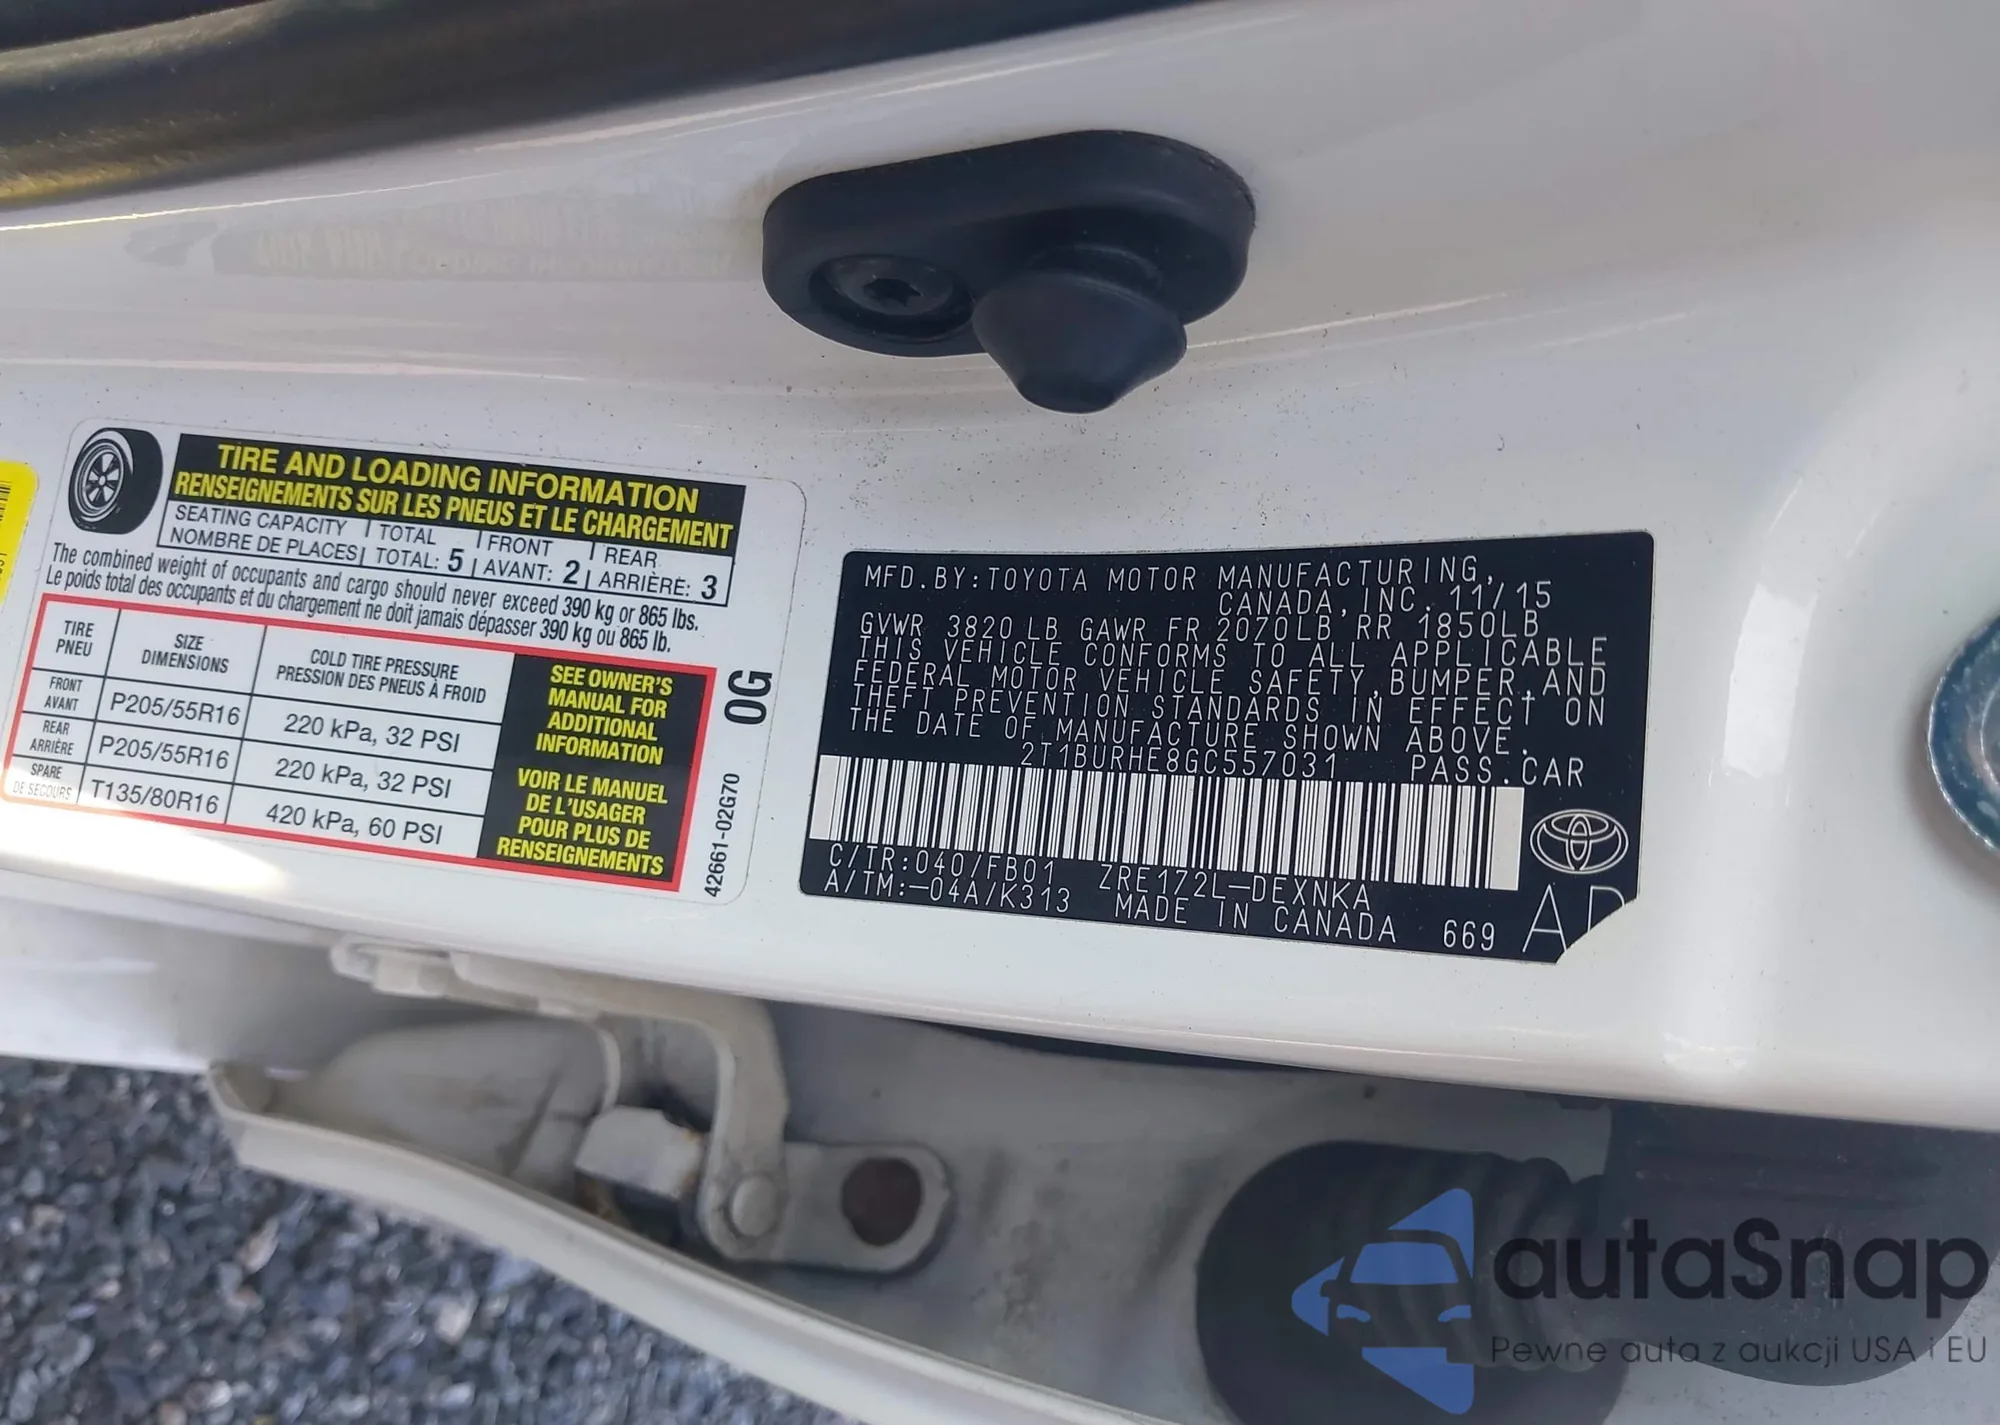 TIRE AND LOADING INFORMATION
RENSEIGNEMENTS SUR LES PNEUS ET LE CHARGEMENT
SEATING CAPACITY | TOTAL | FRONT | REAR
NOMBRE DE PLACES | TOTAL: 5 | AVANT: 2 | ARRIÈRE: 3
The combined weight of occupants and cargo should never exceed 390 kg or 865 lbs.
Le poids total des occupants et du chargement ne doit jamais dépasser 390 kg ou 865 lb.
TIRE PNEU
SIZE DIMENSIONS
COLD TIRE PRESSURE
PRESSION DES PNEUS À FROID
FRONT AVANT P205/55R16 220 kPa, 32 PSI
REAR ARRIÈRE P205/55R16 220 kPa, 32 PSI
SPARE DE SECOURS T135/80R16 420 kPa, 60 PSI
SEE OWNER'S
MANUAL FOR
ADDITIONAL
INFORMATION
VOIR LE MANUEL
DE L'USAGER
POUR PLUS DE
RENSEIGNEMENTS
0G
42661-02G70
MFD.BY:TOYOTA MOTOR MANUFACTURING,
CANADA, INC. 11/15
GVWR 3820 LB GAWR FR 2070LB RR 1850LB
THIS VEHICLE CONFORMS TO ALL APPLICABLE
FEDERAL MOTOR VEHICLE SAFETY, BUMPER, AND
THEFT PREVENTION STANDARDS IN EFFECT ON
THE DATE OF MANUFACTURE SHOWN ABOVE.
2T1BURHE8GC557031 PASS.CAR
C/TR:040/FB01 ZRE172L-DEXNKA
A/TM:-04A/K313 MADE IN CANADA 669
autaSnap
Pewne auta z aukcji USA i EU